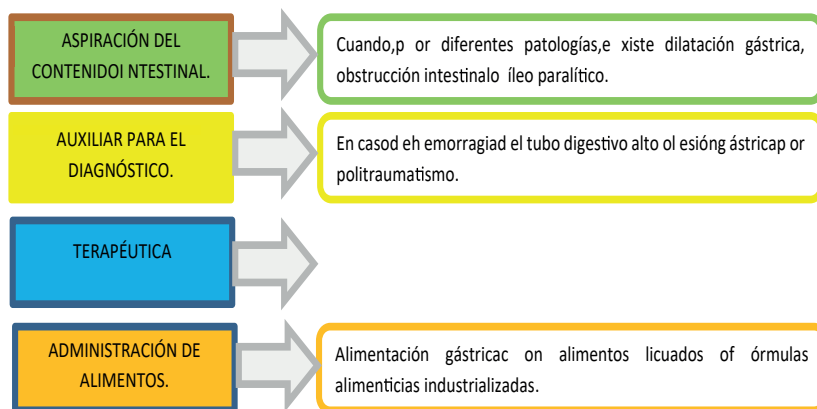 ASPIRACIÓN DEL
CONTENIDOI NTESTINAL.
Cuando,p or diferentes patologías,e xiste dilatación gástrica,
obstrucción intestinalo íleo paralítico.
AUXILIAR PARA EL
DIAGNÓSTICO.
En casod eh emorragiad el tubo digestivo alto ol esióng ástricap or
politraumatismo.
TERAPÉUTICA
ADMINISTRACIÓN DE
ALIMENTOS.
Alimentación gástricac on alimentos licuados of órmulas
alimenticias industrializadas.